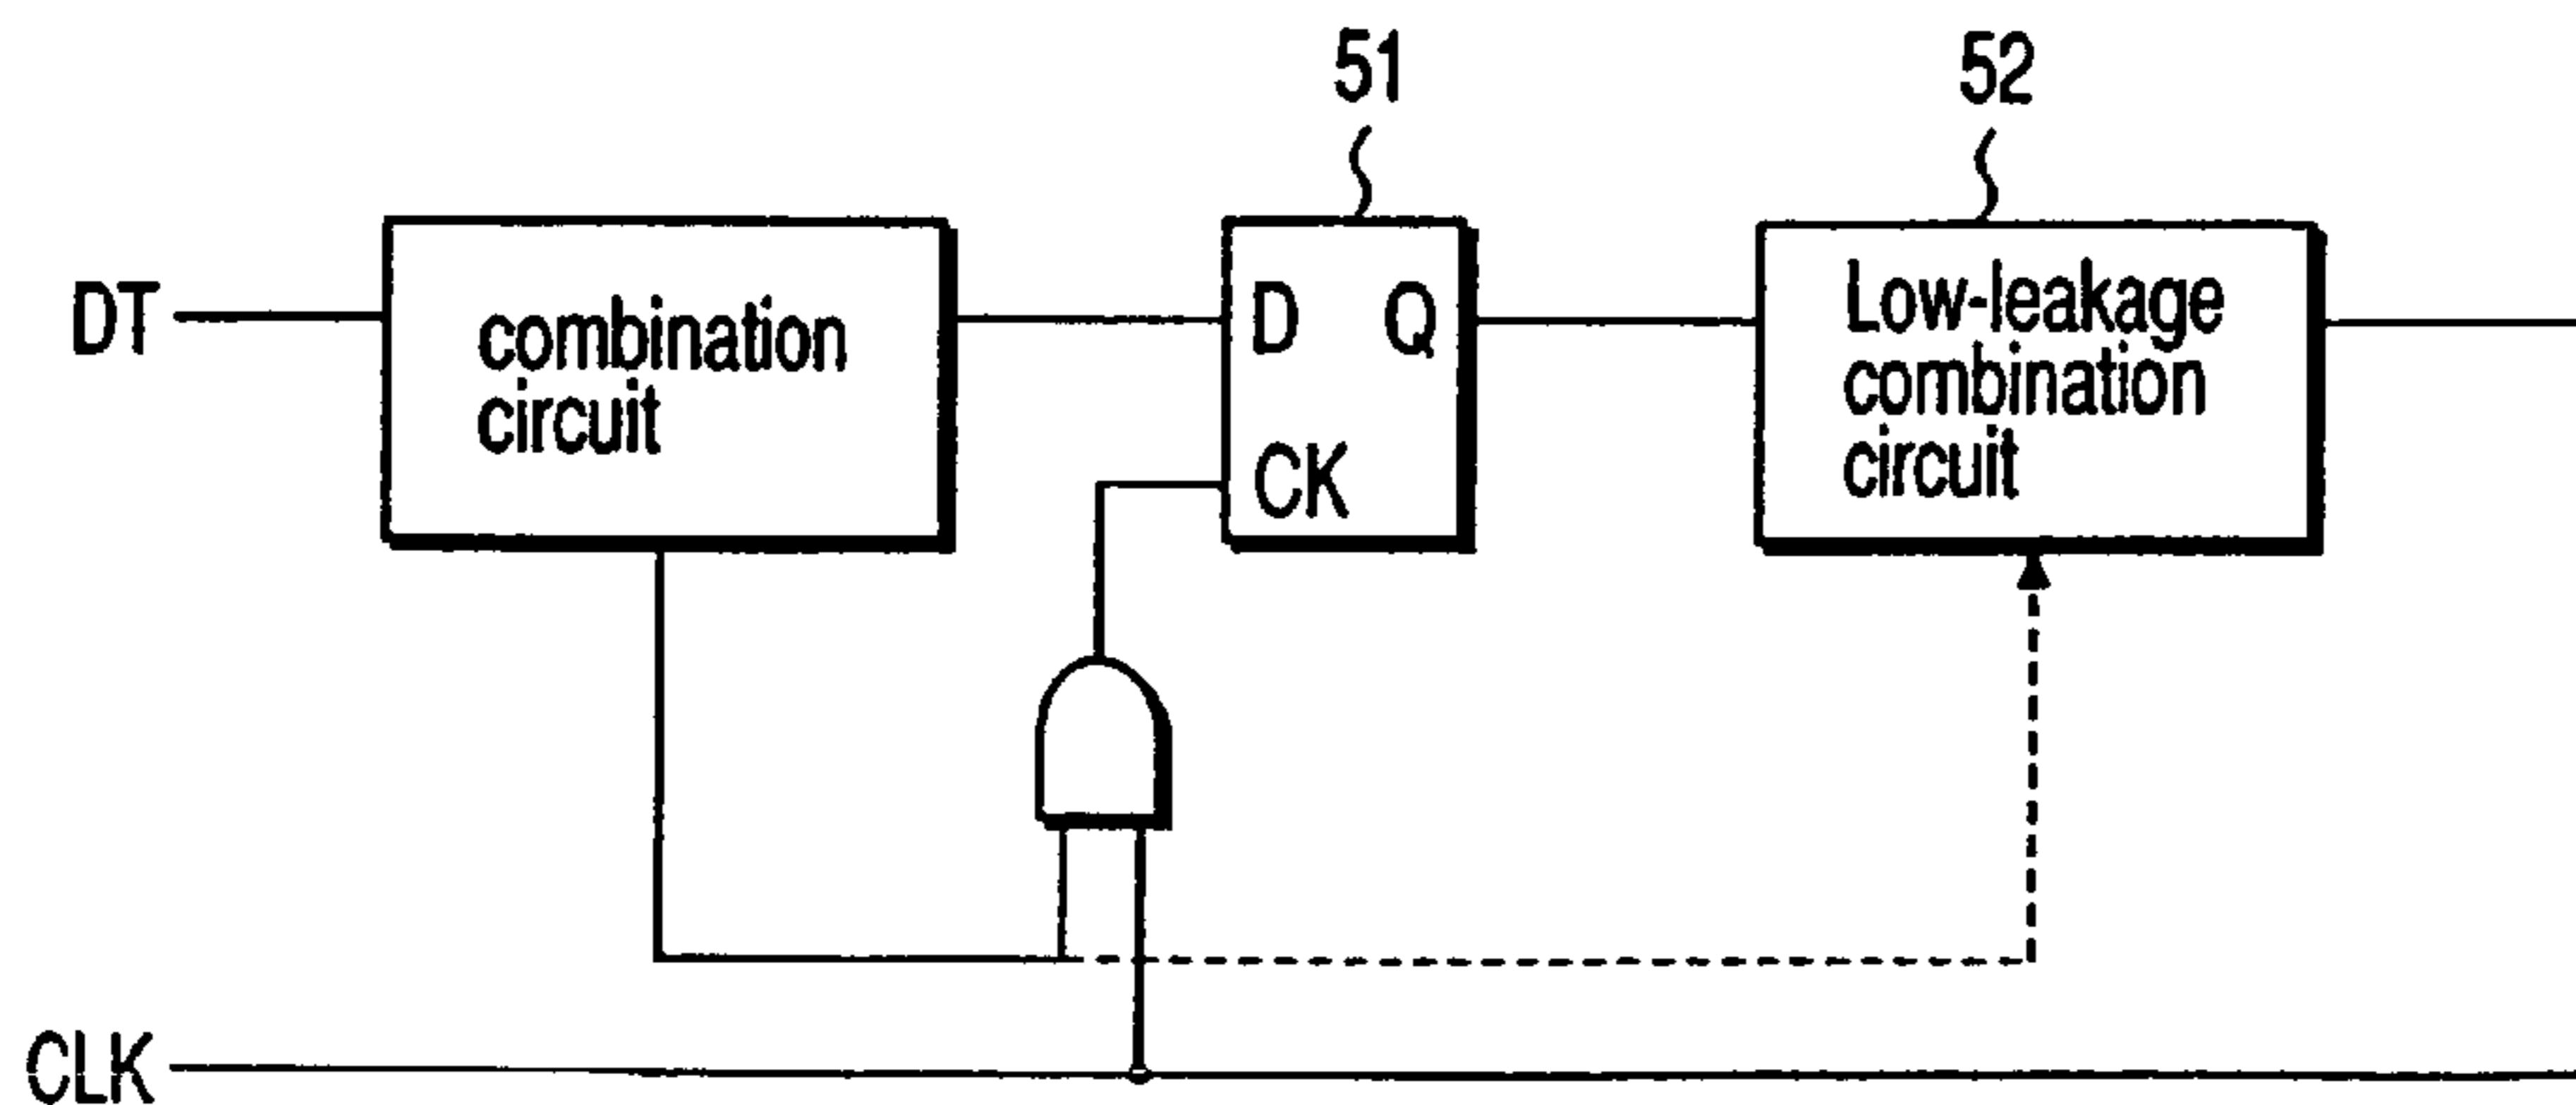 51
52
DT
combination
circuit
D Q
CK
Low-leakage
combination
circuit
CLK